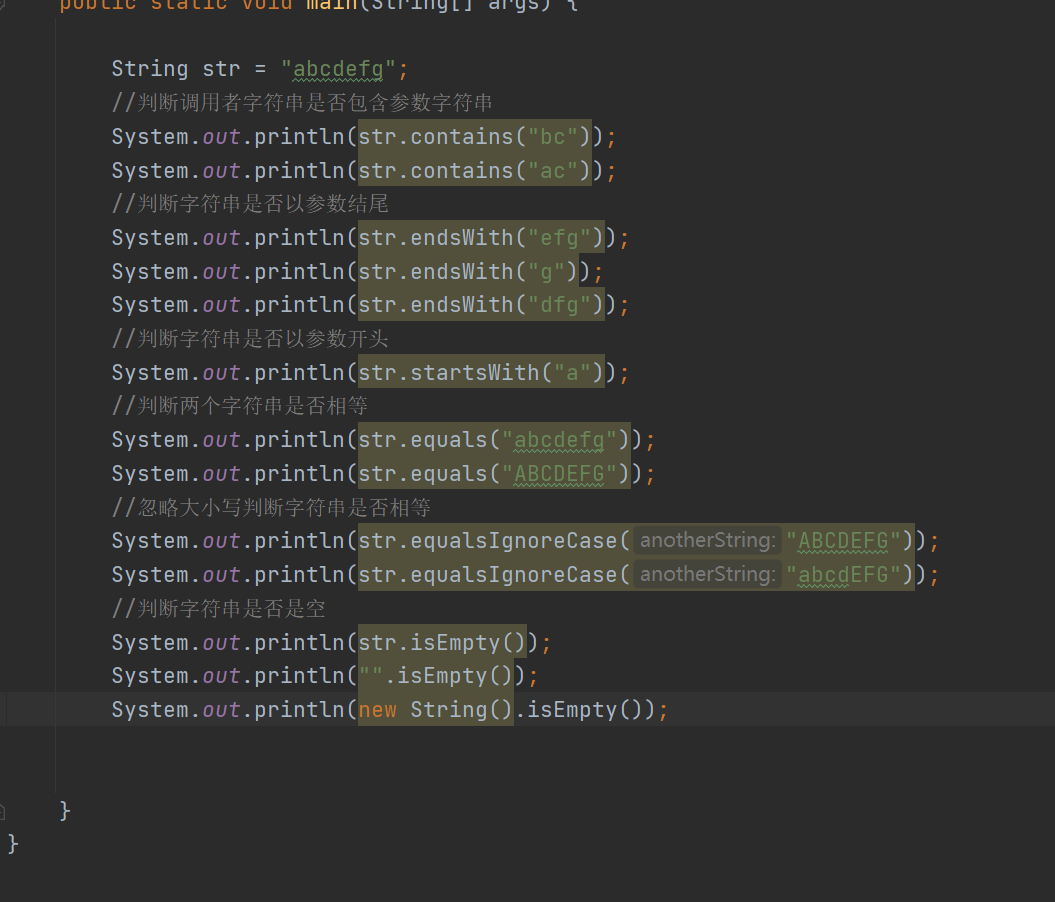 public static void main(String[] args) {
String str = "abcdefg";
//判断调用者字符串是否包含参数字符串
System.out.println(str.contains("bc"));
System.out.println(str.contains("ac"));
//判断字符串是否以参数结尾
System.out.println(str.endsWith("efg"));
System.out.println(str.endsWith("g"));
System.out.println(str.endsWith("dfg"));
//判断字符串是否以参数开头
System.out.println(str.startsWith("a"));
//判断两个字符串是否相等
System.out.println(str.equals("abcdefg"));
System.out.println(str.equals("ABCDEFG"));
//忽略大小写判断字符串是否相等
System.out.println(str.equalsIgnoreCase( anotherString: "ABCDEFG"));
System.out.println(str.equalsIgnoreCase( anotherString: "abcdEFG"));
//判断字符串是否是空
System.out.println(str.isEmpty());
System.out.println("".isEmpty());
System.out.println(new String().isEmpty());
}
}